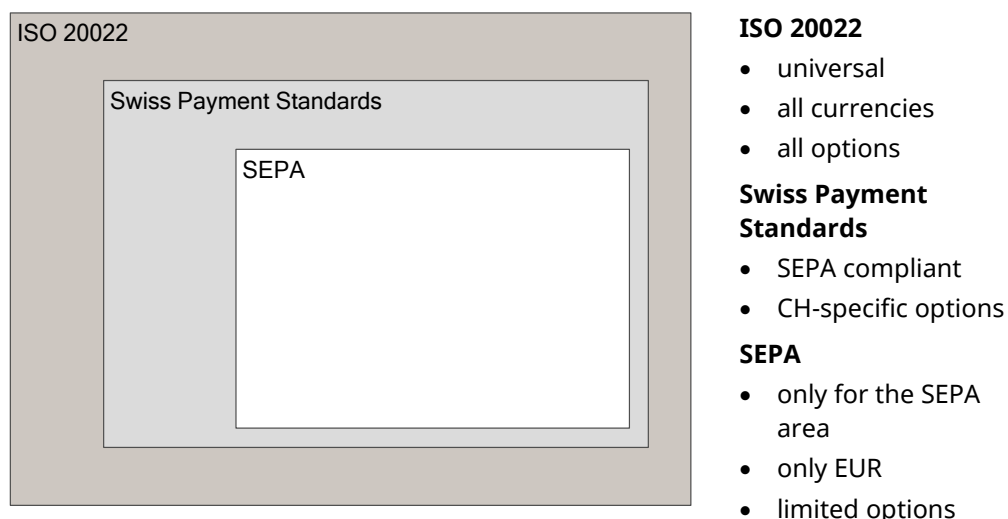 ISO 20022
Swiss Payment Standards
SEPA
ISO 20022
• universal
• all currencies
• all options
Swiss Payment
Standards
• SEPA compliant
• CH-specific options
SEPA
• only for the SEPA
area
• only EUR
• limited options